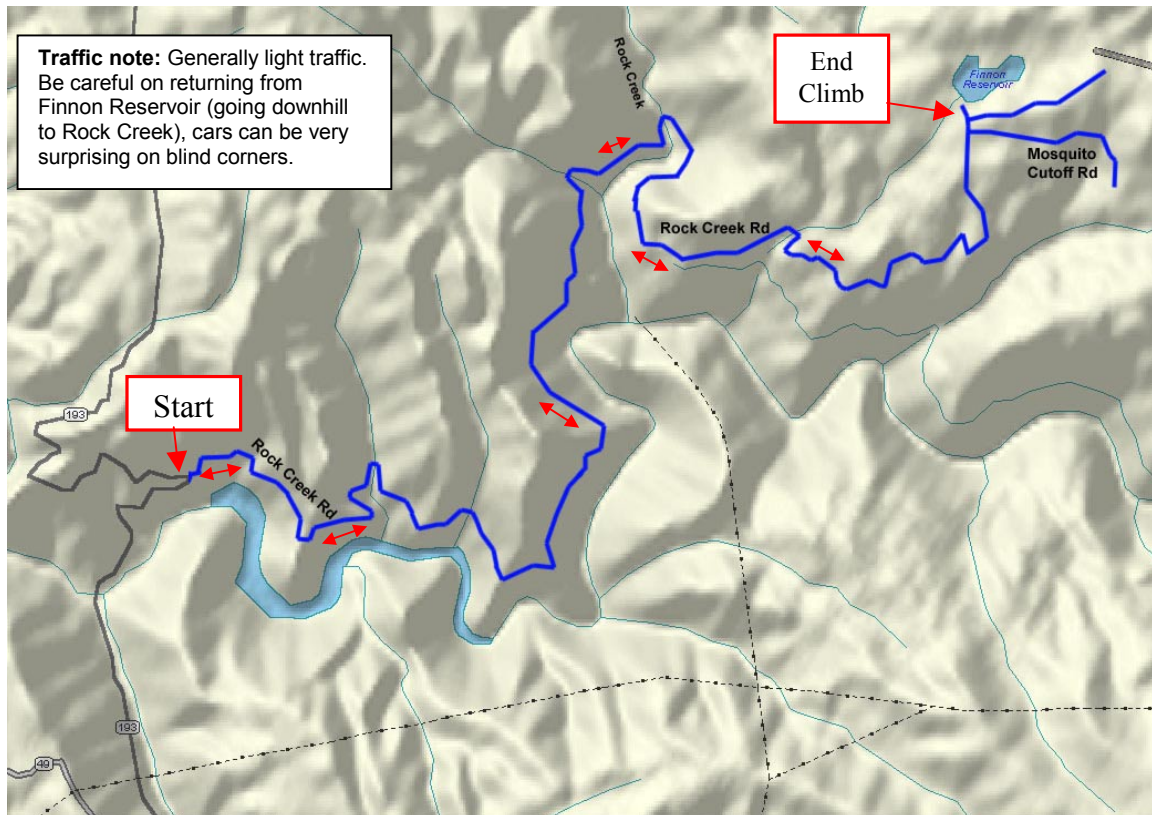 Traffic note: Generally light traffic.
Be careful on returning from
Finnon Reservoir (going downhill
to Rock Creek), cars can be very
surprising on blind corners.
Rock Creek
End
Climb
Finnon
Reservoir
Mosquito
Cutoff Rd
Rock Creek Rd
193
Start
Rock Creek Rd
193
49